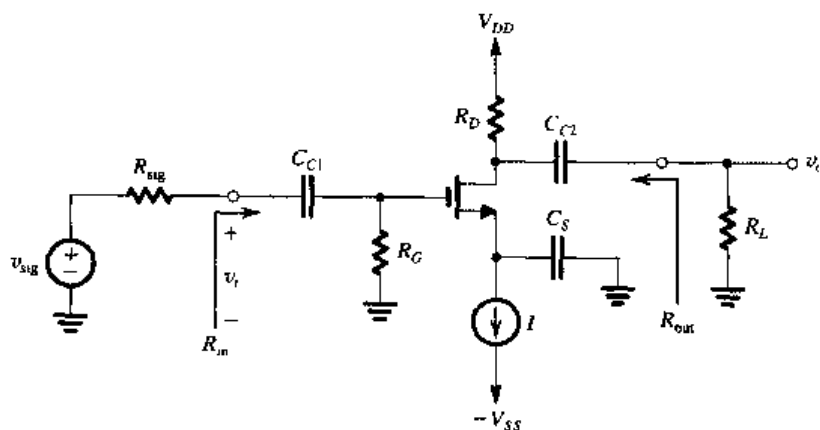 V_DD
R_D
C_C2
R_sig
C_C1
+
v_sig
−
+
v_i
−
R_in
R_G
C_S
I
−V_SS
v_o
R_L
R_out